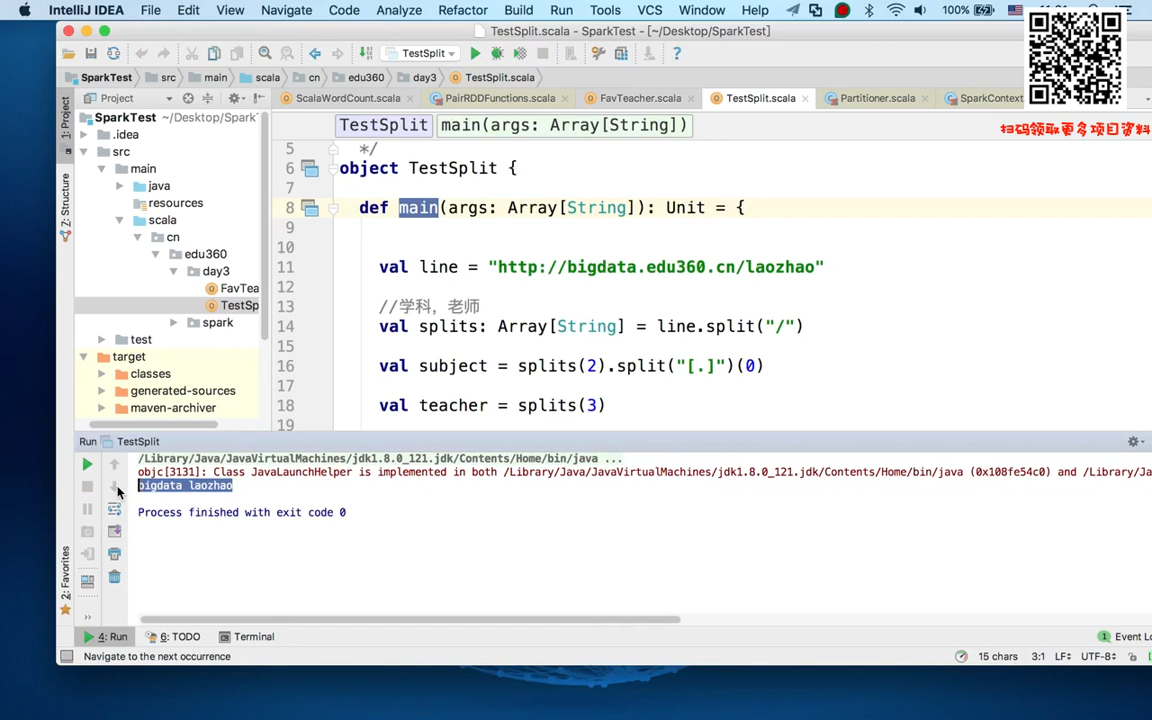 IntelliJ IDEA File Edit View Navigate Code Analyze Refactor Build Run Tools VCS Window Help 100%
TestSplit.scala - SparkTest - [~/Desktop/SparkTest]
TestSplit
SparkTest src main scala cn edu360 day3 TestSplit.scala
Project ScalaWordCount.scala PairRDDFunctions.scala FavTeacher.scala TestSplit.scala Partitioner.scala SparkContext
扫码领取更多项目资料
1: Project
Z: Structure
2: Favorites
SparkTest ~/Desktop/Spark
.idea
src
main
java
resources
scala
cn
edu360
day3
FavTea
TestSp
spark
test
target
classes
generated-sources
maven-archiver
TestSplit main(args: Array[String])
5 */
6 object TestSplit {
7
8 def main(args: Array[String]): Unit = {
9
10
11 val line = "http://bigdata.edu360.cn/laozhao"
12
13 //学科，老师
14 val splits: Array[String] = line.split("/")
15
16 val subject = splits(2).split("[.]")(0)
17
18 val teacher = splits(3)
19
Run TestSplit
/Library/Java/JavaVirtualMachines/jdk1.8.0_121.jdk/Contents/Home/bin/java ...
objc[3131]: Class JavaLaunchHelper is implemented in both /Library/Java/JavaVirtualMachines/jdk1.8.0_121.jdk/Contents/Home/bin/java (0x108fe54c0) and /Library/Ja
bigdata laozhao
Process finished with exit code 0
4: Run 6: TODO Terminal Event Lo
Navigate to the next occurrence 15 chars 3:1 LF UTF-8